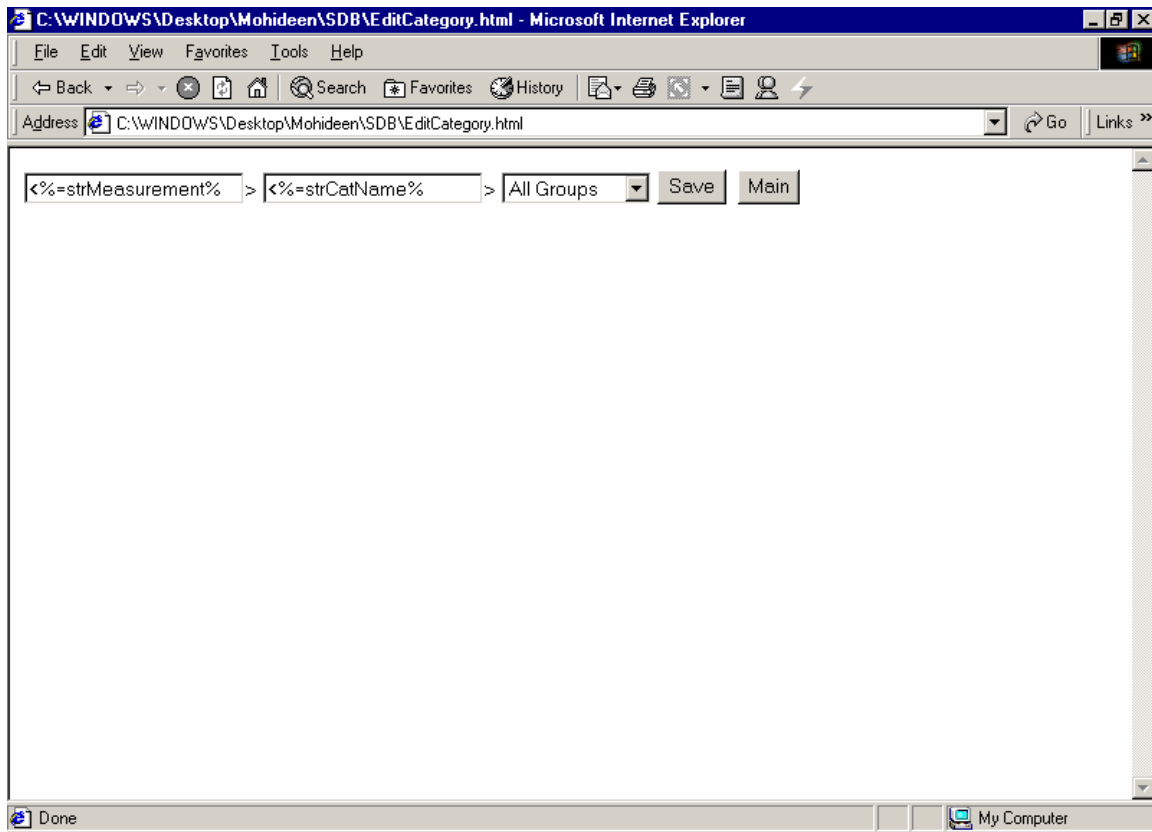 C:\WINDOWS\Desktop\Mohideen\SDB\EditCategory.html - Microsoft Internet Explorer
File Edit View Favorites Tools Help
Back Search Favorites History
Address C:\WINDOWS\Desktop\Mohideen\SDB\EditCategory.html Go Links »
<%=strMeasurement% > <%=strCatName% > All Groups Save Main
Done My Computer